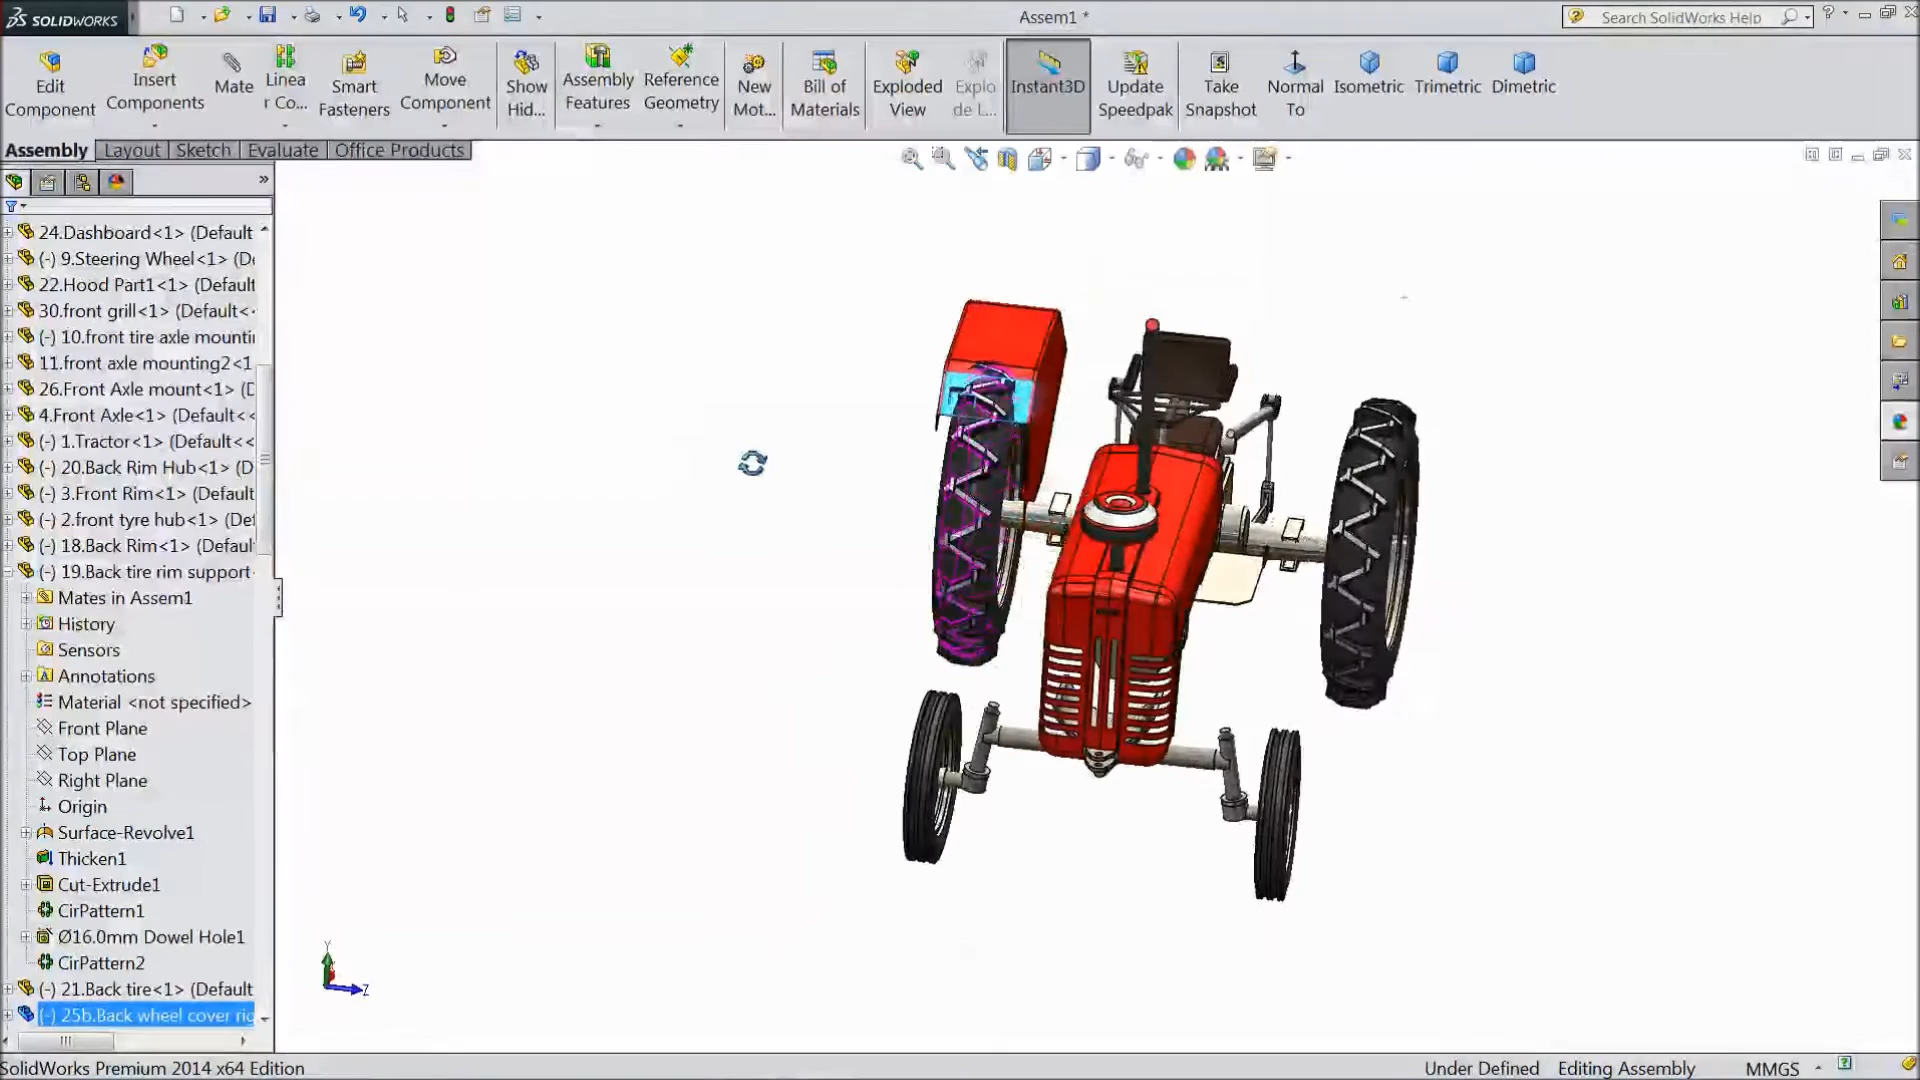 SOLIDWORKS
Assem1 *
Search SolidWorks Help
Edit Component
Insert Components
Mate
Linea r Co...
Smart Fasteners
Move Component
Show Hid...
Assembly Features
Reference Geometry
New Mot...
Bill of Materials
Exploded View
Explo de L...
Instant3D
Update Speedpak
Take Snapshot
Normal To
Isometric
Trimetric
Dimetric
Assembly Layout Sketch Evaluate Office Products
24.Dashboard<1> (Default
(-) 9.Steering Wheel<1> (De
22.Hood Part1<1> (Default
30.front grill<1> (Default<
(-) 10.front tire axle mounti
11.front axle mounting2<1
26.Front Axle mount<1> (D
4.Front Axle<1> (Default<<
(-) 1.Tractor<1> (Default<<
(-) 20.Back Rim Hub<1> (D
(-) 3.Front Rim<1> (Default
(-) 2.front tyre hub<1> (Def
(-) 18.Back Rim<1> (Defaul
(-) 19.Back tire rim support
Mates in Assem1
History
Sensors
Annotations
Material <not specified>
Front Plane
Top Plane
Right Plane
Origin
Surface-Revolve1
Thicken1
Cut-Extrude1
CirPattern1
Ø16.0mm Dowel Hole1
CirPattern2
(-) 21.Back tire<1> (Default
(-) 25b.Back wheel cover rig
Y
Z
SolidWorks Premium 2014 x64 Edition
Under Defined Editing Assembly MMGS